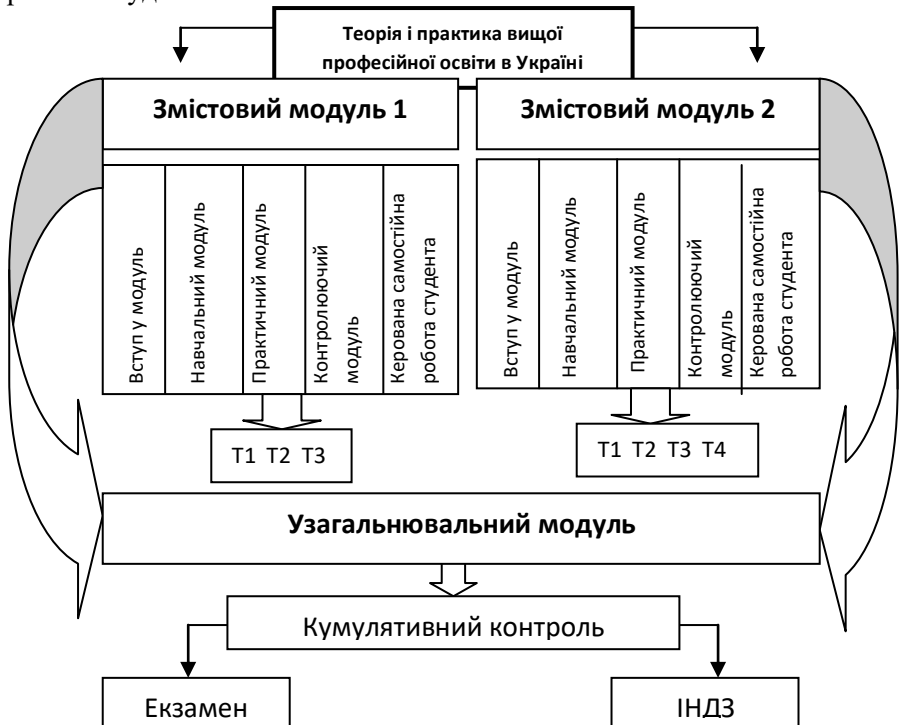 Теорія і практика вищої
професійної освіти в Україні
Змістовий модуль 1
Змістовий модуль 2
Вступ у модуль
Навчальний модуль
Практичний модуль
Контролюючий
модуль
Керована самостійна
робота студента
Вступ у модуль
Навчальний модуль
Практичний модуль
Контролюючий
модуль
Керована самостійна
робота студента
Т1 Т2 Т3
Т1 Т2 Т3 Т4
Узагальнювальний модуль
Кумулятивний контроль
Екзамен
ІНДЗ